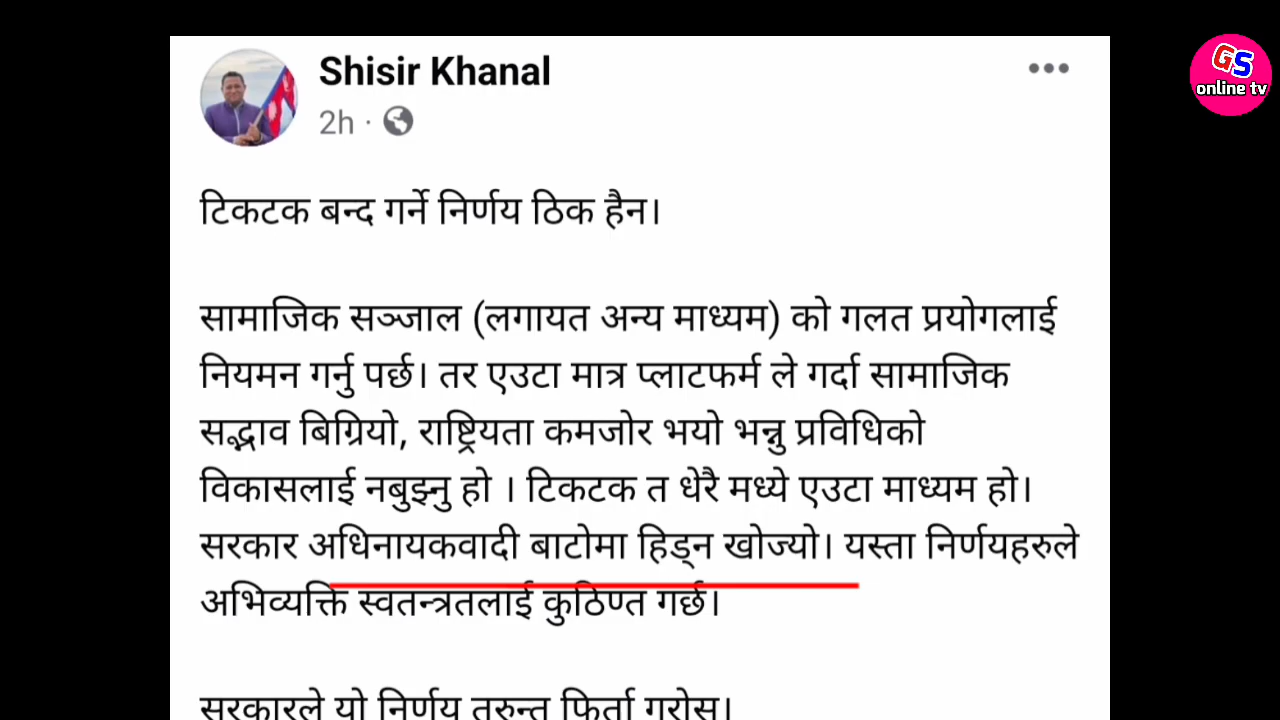 Shisir Khanal
GS
2h ·
online tv
टिकटक बन्द गर्ने निर्णय ठिक हैन।
सामाजिक सञ्जाल (लगायत अन्य माध्यम) को गलत प्रयोगलाई
नियमन गर्नु पर्छ। तर एउटा मात्र प्लाटफर्म ले गर्दा सामाजिक
सद्भाव बिग्रियो, राष्ट्रियता कमजोर भयो भन्नु प्रविधिको
विकासलाई नबुझ्नु हो । टिकटक त धेरै मध्ये एउटा माध्यम हो।
सरकार अधिनायकवादी बाटोमा हिड्न खोज्यो। यस्ता निर्णयहरुले
अभिव्यक्ति स्वतन्त्रतलाई कुठिण्त गर्छ।
सरकारले यो निर्णय तुरुन्त फिर्ता गरोस्।